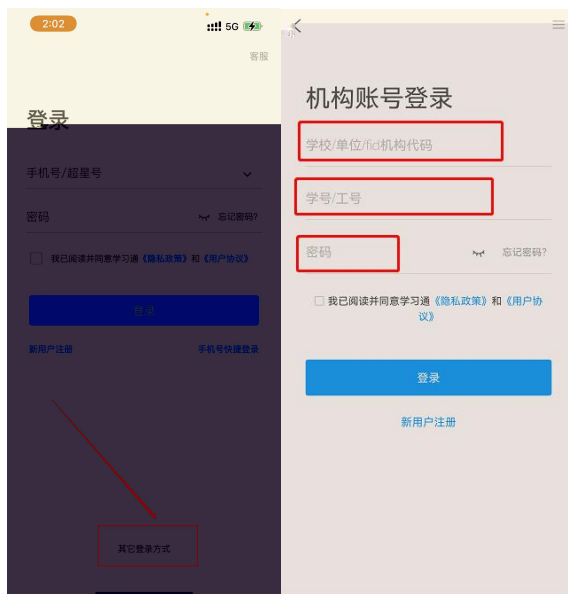 2:02
5G
客服
登录
手机号/超星号
密码
忘记密码?
我已阅读并同意学习通《隐私政策》和《用户协议》
登录
新用户注册
手机号快捷登录
其它登录方式
机构账号登录
学校/单位/fid机构代码
学号/工号
密码
忘记密码?
我已阅读并同意学习通《隐私政策》和《用户协
议》
登录
新用户注册